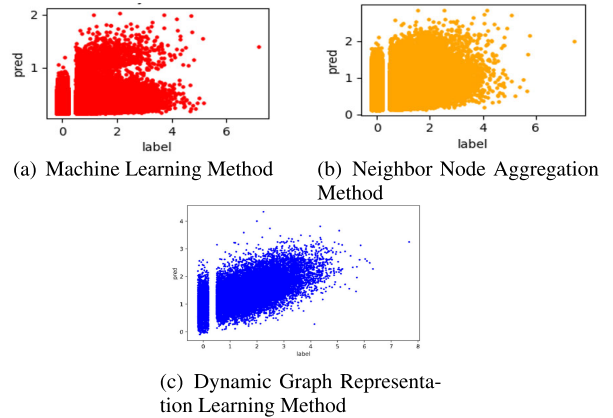 2
1
pred
0 2 4 6
label
(a) Machine Learning Method
2
1
0
pred
0 2 4 6
label
(b) Neighbor Node Aggregation
Method
4
3
2
1
0
pred
0 1 2 3 4 5 6 7 8
label
(c) Dynamic Graph Representa-
tion Learning Method